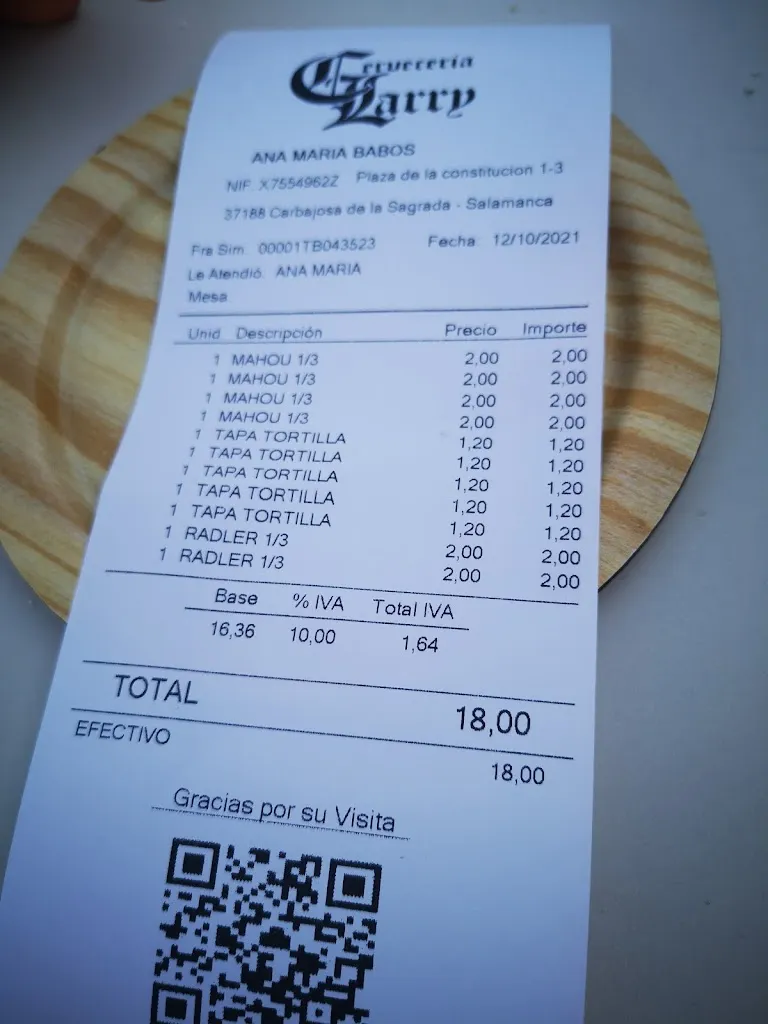 Cervecería
Larry
ANA MARIA BABOS
NIF. X7554962Z Plaza de la constitucion 1-3
37188 Carbajosa de la Sagrada - Salamanca
Fra Sim. 00001TB043523 Fecha: 12/10/2021
Le Atendió. ANA MARIA
Mesa
Unid Descripción Precio Importe
1 MAHOU 1/3 2,00 2,00
1 MAHOU 1/3 2,00 2,00
1 MAHOU 1/3 2,00 2,00
1 MAHOU 1/3 2,00 2,00
1 TAPA TORTILLA 1,20 1,20
1 TAPA TORTILLA 1,20 1,20
1 TAPA TORTILLA 1,20 1,20
1 TAPA TORTILLA 1,20 1,20
1 TAPA TORTILLA 1,20 1,20
1 RADLER 1/3 2,00 2,00
1 RADLER 1/3 2,00 2,00
Base % IVA Total IVA
16,36 10,00 1,64
TOTAL 18,00
EFECTIVO 18,00
Gracias por su Visita